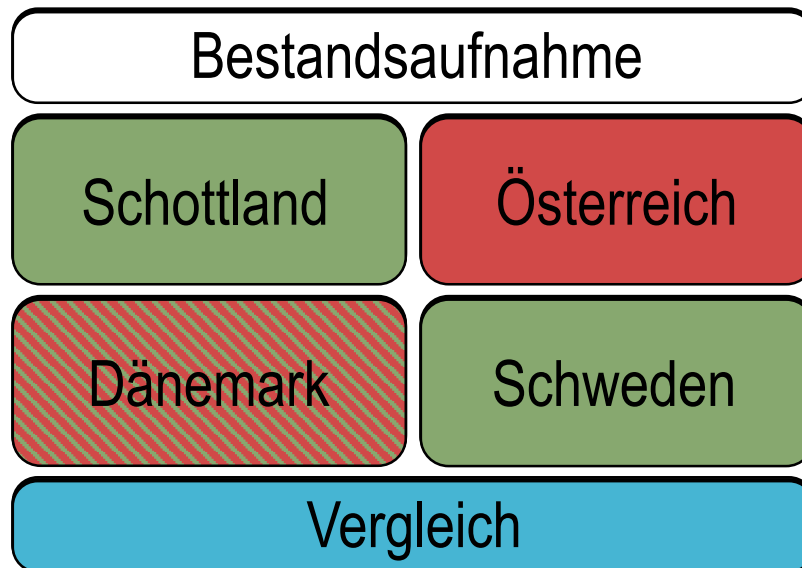 Bestandsaufnahme
Schottland
Österreich
Dänemark
Schweden
Vergleich